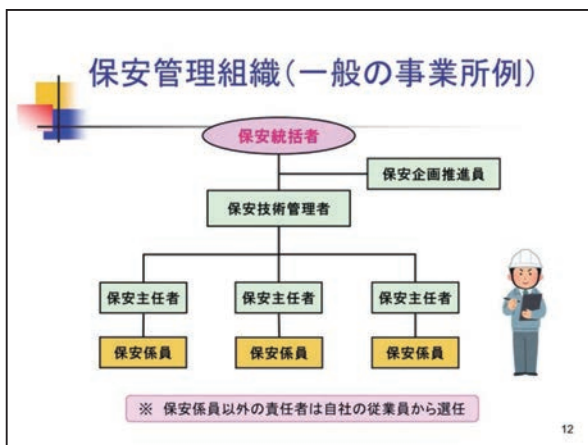 保安管理組織(一般の事業所例)
保安統括者
保安企画推進員
保安技術管理者
保安主任者
保安主任者
保安主任者
保安係員
保安係員
保安係員
※ 保安係員以外の責任者は自社の従業員から選任
12